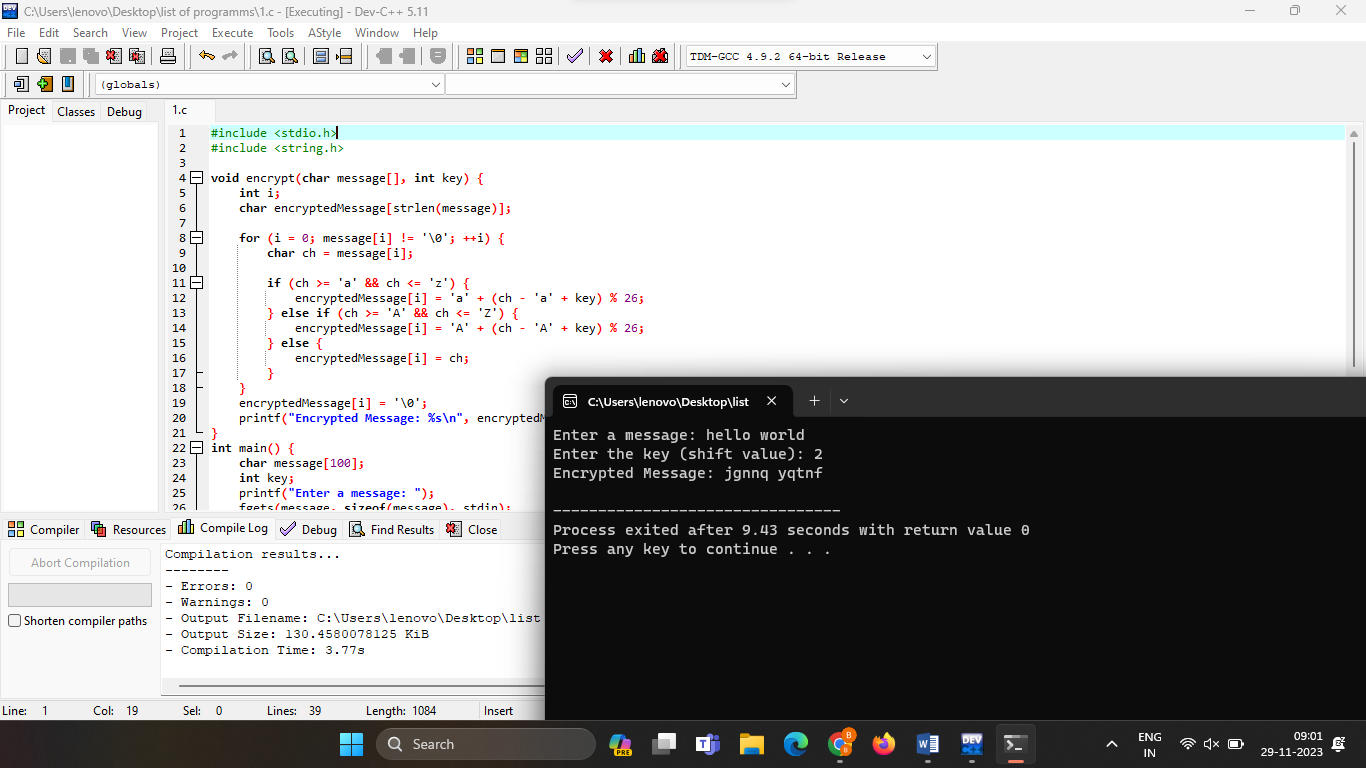 C:\Users\lenovo\Desktop\list of programms\1.c - [Executing] - Dev-C++ 5.11
File Edit Search View Project Execute Tools AStyle Window Help
TDM-GCC 4.9.2 64-bit Release
(globals)
Project Classes Debug 1.c
1 #include <stdio.h>
2 #include <string.h>
3
4 void encrypt(char message[], int key) {
5 int i;
6 char encryptedMessage[strlen(message)];
7
8 for (i = 0; message[i] != '\0'; ++i) {
9 char ch = message[i];
10
11 if (ch >= 'a' && ch <= 'z') {
12 encryptedMessage[i] = 'a' + (ch - 'a' + key) % 26;
13 } else if (ch >= 'A' && ch <= 'Z') {
14 encryptedMessage[i] = 'A' + (ch - 'A' + key) % 26;
15 } else {
16 encryptedMessage[i] = ch;
17 }
18 }
19 encryptedMessage[i] = '\0';
20 printf("Encrypted Message: %s\n", encryptedM
21 }
22 int main() {
23 char message[100];
24 int key;
25 printf("Enter a message: ");
26 fgets(message, sizeof(message), stdin);
C:\Users\lenovo\Desktop\list
Enter a message: hello world
Enter the key (shift value): 2
Encrypted Message: jgnnq yqtnf
--------------------------------
Process exited after 9.43 seconds with return value 0
Press any key to continue . . .
Compiler Resources Compile Log Debug Find Results Close
Abort Compilation
Shorten compiler paths
Compilation results...
--------
- Errors: 0
- Warnings: 0
- Output Filename: C:\Users\lenovo\Desktop\list
- Output Size: 130.4580078125 KiB
- Compilation Time: 3.77s
Line: 1 Col: 19 Sel: 0 Lines: 39 Length: 1084 Insert
Search
PRE
DEV
ENG
IN
09:01
29-11-2023